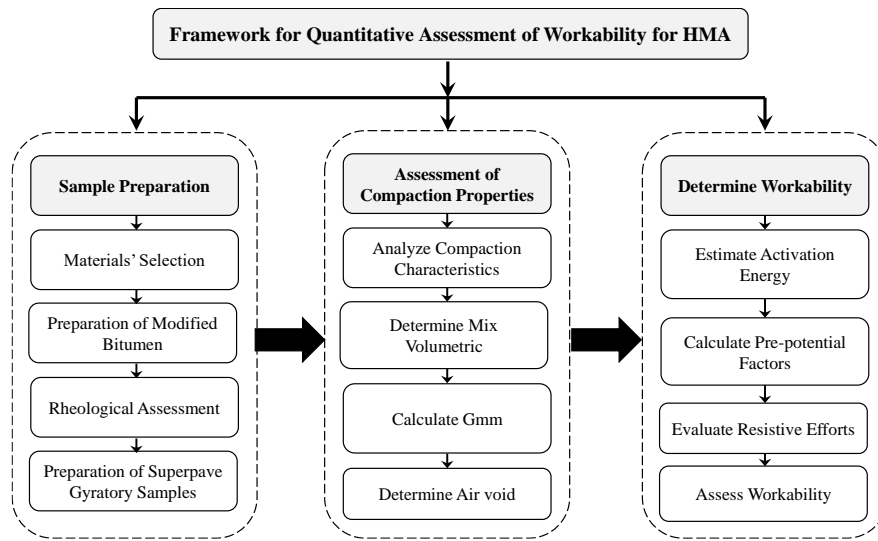 Framework for Quantitative Assessment of Workability for HMA
Sample Preparation
Materials' Selection
Preparation of Modified
Bitumen
Rheological Assessment
Preparation of Superpave
Gyratory Samples
Assessment of
Compaction Properties
Analyze Compaction
Characteristics
Determine Mix
Volumetric
Calculate Gmm
Determine Air void
Determine Workability
Estimate Activation
Energy
Calculate Pre-potential
Factors
Evaluate Resistive Efforts
Assess Workability